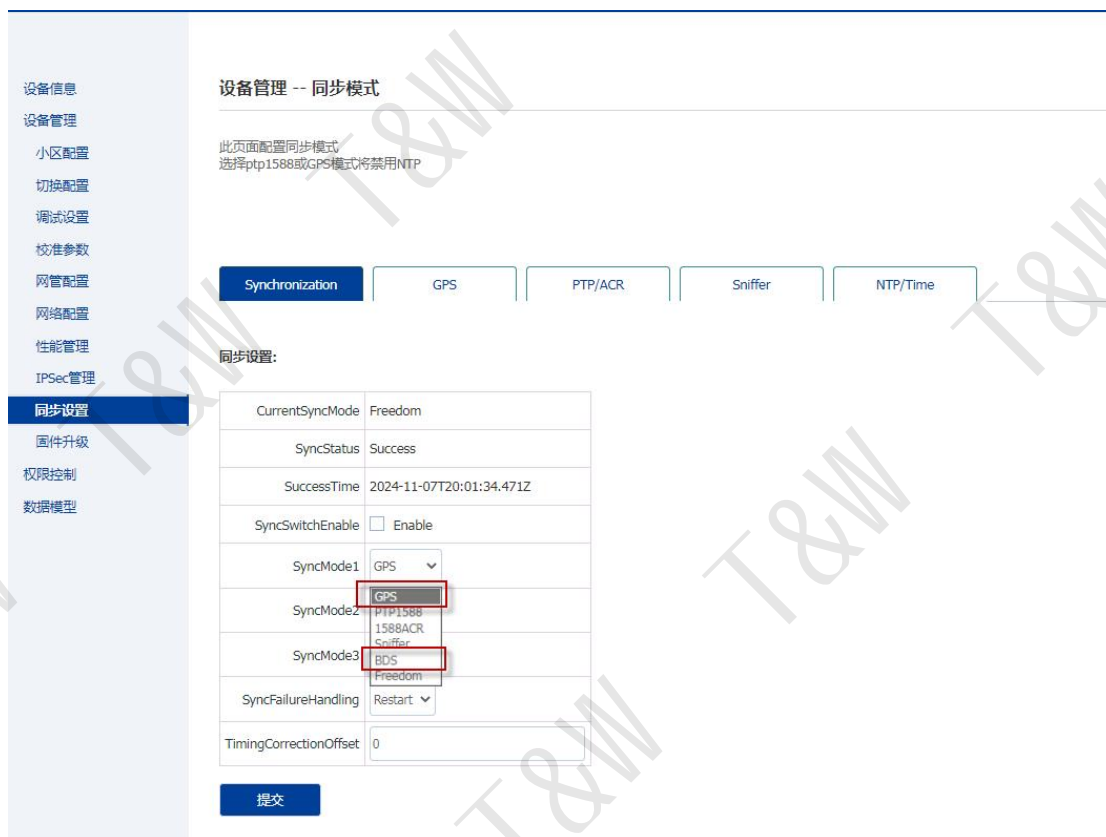 设备信息
设备管理
小区配置
切换配置
调试设置
校准参数
网管配置
网络配置
性能管理
IPSec管理
同步设置
固件升级
权限控制
数据模型
设备管理 -- 同步模式
此页面配置同步模式
选择ptp1588或GPS模式将禁用NTP
Synchronization GPS PTP/ACR Sniffer NTP/Time
同步设置:
CurrentSyncMode Freedom
SyncStatus Success
SuccessTime 2024-11-07T20:01:34.471Z
SyncSwitchEnable Enable
SyncMode1 GPS
GPS
SyncMode2 PTP1588
1588ACR
Sniffer
SyncMode3 BDS
Freedom
SyncFailureHandling Restart
TimingCorrectionOffset 0
提交
T&W
T&W
T&W
T&W
T&W